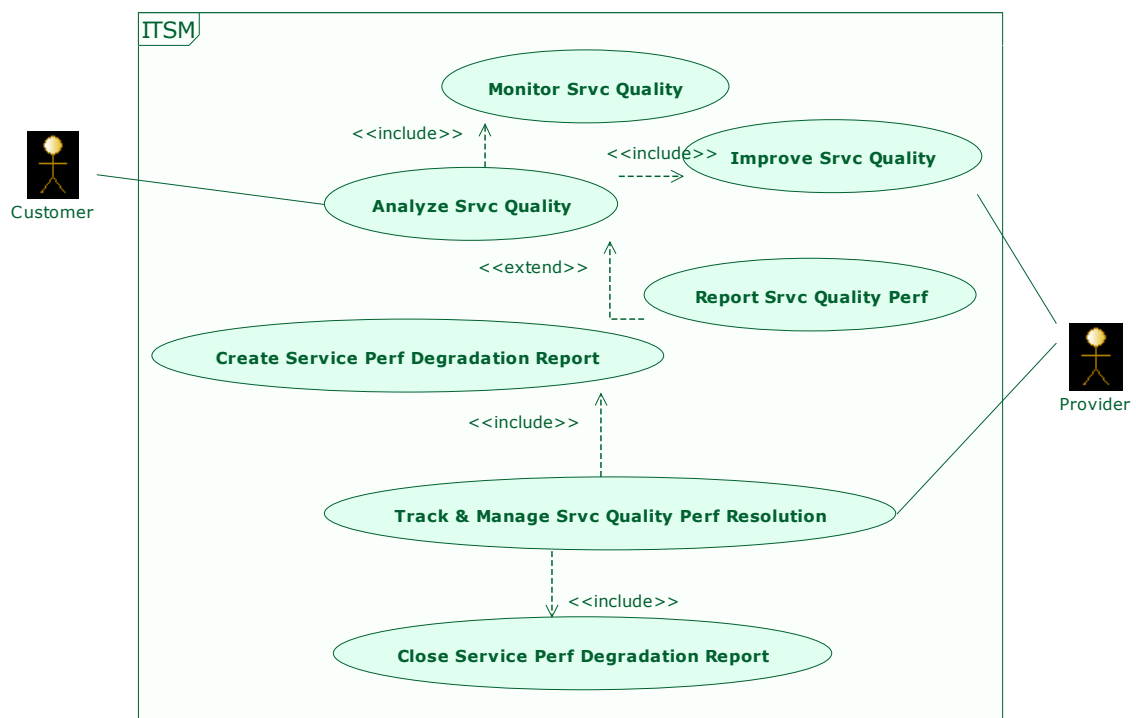 ITSM
Monitor Srvc Quality
<<include>>
<<include>>
Improve Srvc Quality
Customer
Analyze Srvc Quality
<<extend>>
Report Srvc Quality Perf
Create Service Perf Degradation Report
Provider
<<include>>
Track & Manage Srvc Quality Perf Resolution
<<include>>
Close Service Perf Degradation Report